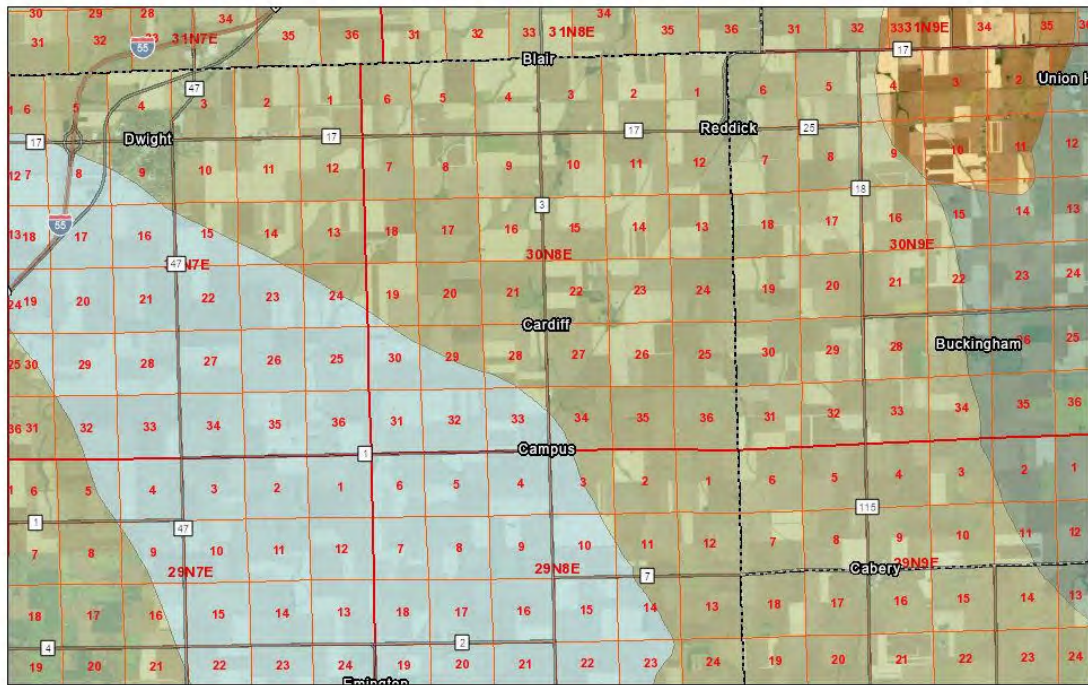 30 29 28 34 34
31 32 33 31N7E 35 36 31 32 33 31N8E 35 36 31 32 33 31N9E 34 35 36
55 17
Blair
47
1 6 5 4 3 2 1 6 5 4 3 2 1 6 5 4 3 2 Union H
17 Dwight 17 17 Reddick 25
12 7 8 9 10 11 12 7 8 9 10 11 12 7 8 9 10 11 12
3 18
55
13 18 17 16 15 14 13 18 17 16 15 14 13 18 17 16 15 14 13
47 N7E 30N8E 30N9E
24 19 20 21 22 23 24 19 20 21 22 23 24 19 20 21 22 23 24
Cardiff
Buckingham
25 30 29 28 27 26 25 30 29 28 27 26 25 30 29 28 26 25
36 31 32 33 34 35 36 31 32 33 34 35 36 31 32 33 34 35 36
1 Campus
1 6 5 4 3 2 1 6 5 4 3 2 1 6 5 4 3 2 1
1 47 115
7 8 9 10 11 12 7 8 9 10 11 12 7 8 9 10 11 12
29N7E 29N8E 7 Cabery 29N9E
18 17 16 15 14 13 18 17 16 15 14 13 18 17 16 15 14 13
4 2
19 20 21 22 23 24 19 20 21 22 23 24 19 20 21 22 23 24
Emington